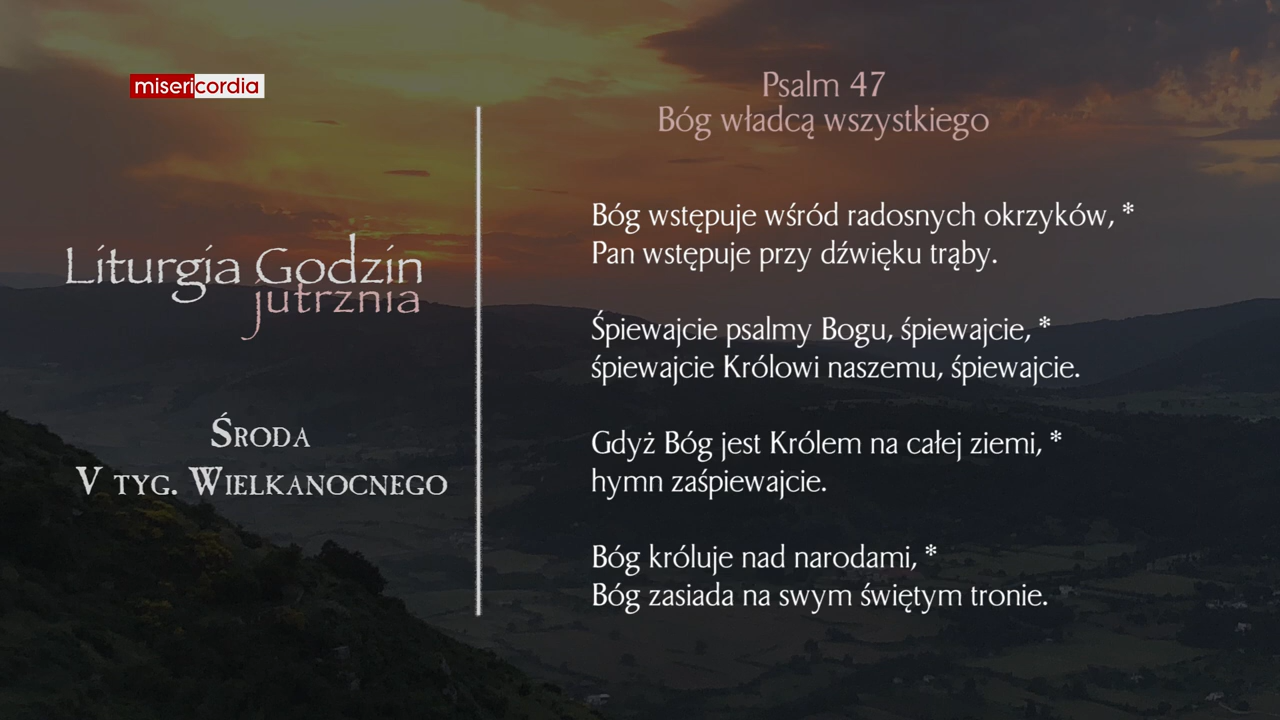 misericordia
Liturgia Godzin
jutrznia
Środa
V tyg. Wielkanocnego
Psalm 47
Bóg władcą wszystkiego
Bóg wstępuje wśród radosnych okrzyków, *
Pan wstępuje przy dźwięku trąby.
Śpiewajcie psalmy Bogu, śpiewajcie, *
śpiewajcie Królowi naszemu, śpiewajcie.
Gdyż Bóg jest Królem na całej ziemi, *
hymn zaśpiewajcie.
Bóg króluje nad narodami, *
Bóg zasiada na swym świętym tronie.